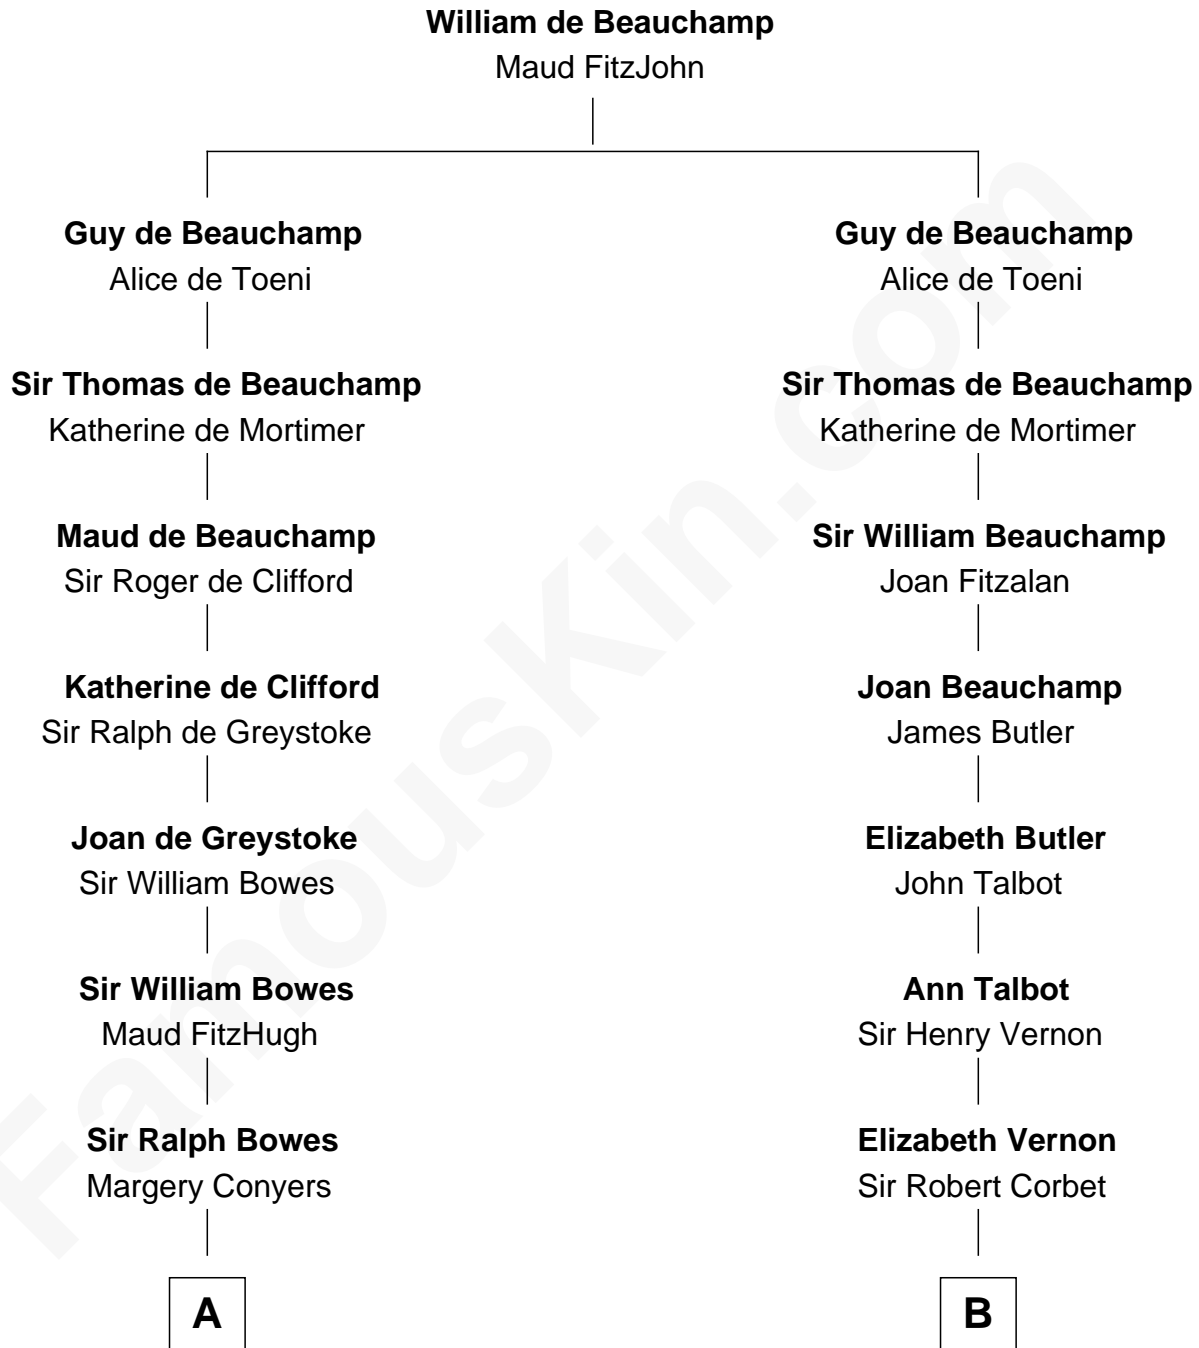 William de Beauchamp
Maud FitzJohn
Guy de Beauchamp
Alice de Toeni
Guy de Beauchamp
Alice de Toeni
Sir Thomas de Beauchamp
Katherine de Mortimer
Sir Thomas de Beauchamp
Katherine de Mortimer
Maud de Beauchamp
Sir Roger de Clifford
Sir William Beauchamp
Joan Fitzalan
Katherine de Clifford
Sir Ralph de Greystoke
Joan Beauchamp
James Butler
Joan de Greystoke
Sir William Bowes
Elizabeth Butler
John Talbot
Sir William Bowes
Maud FitzHugh
Ann Talbot
Sir Henry Vernon
Sir Ralph Bowes
Margery Conyers
Elizabeth Vernon
Sir Robert Corbet
A
B
FamousKin.com